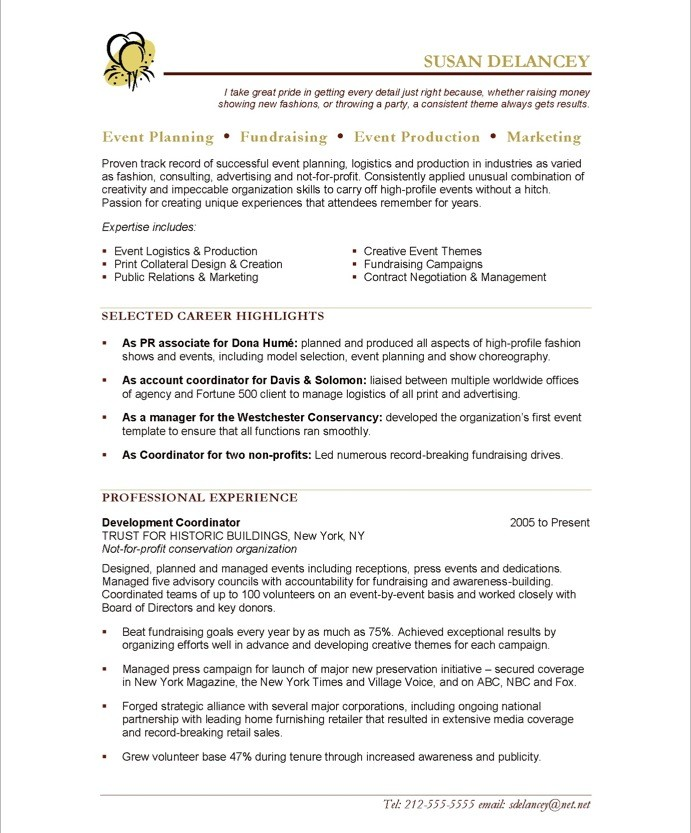 SUSAN DELANCEY
I take great pride in getting every detail just right because, whether raising money
showing new fashions, or throwing a party, a consistent theme always gets results.
Event Planning • Fundraising • Event Production • Marketing
Proven track record of successful event planning, logistics and production in industries as varied
as fashion, consulting, advertising and not-for-profit. Consistently applied unusual combination of
creativity and impeccable organization skills to carry off high-profile events without a hitch.
Passion for creating unique experiences that attendees remember for years.
Expertise includes:
▪ Event Logistics & Production
▪ Print Collateral Design & Creation
▪ Public Relations & Marketing
▪ Creative Event Themes
▪ Fundraising Campaigns
▪ Contract Negotiation & Management
SELECTED CAREER HIGHLIGHTS
▪ As PR associate for Dona Humé: planned and produced all aspects of high-profile fashion
shows and events, including model selection, event planning and show choreography.
▪ As account coordinator for Davis & Solomon: liaised between multiple worldwide offices
of agency and Fortune 500 client to manage logistics of all print and advertising.
▪ As a manager for the Westchester Conservancy: developed the organization's first event
template to ensure that all functions ran smoothly.
▪ As Coordinator for two non-profits: Led numerous record-breaking fundraising drives.
PROFESSIONAL EXPERIENCE
Development Coordinator 2005 to Present
TRUST FOR HISTORIC BUILDINGS, New York, NY
Not-for-profit conservation organization
Designed, planned and managed events including receptions, press events and dedications.
Managed five advisory councils with accountability for fundraising and awareness-building.
Coordinated teams of up to 100 volunteers on an event-by-event basis and worked closely with
Board of Directors and key donors.
▪ Beat fundraising goals every year by as much as 75%. Achieved exceptional results by
organizing efforts well in advance and developing creative themes for each campaign.
▪ Managed press campaign for launch of major new preservation initiative – secured coverage
in New York Magazine, the New York Times and Village Voice, and on ABC, NBC and Fox.
▪ Forged strategic alliance with several major corporations, including ongoing national
partnership with leading home furnishing retailer that resulted in extensive media coverage
and record-breaking retail sales.
▪ Grew volunteer base 47% during tenure through increased awareness and publicity.
Tel: 212-555-5555 email: sdelancey@net.net